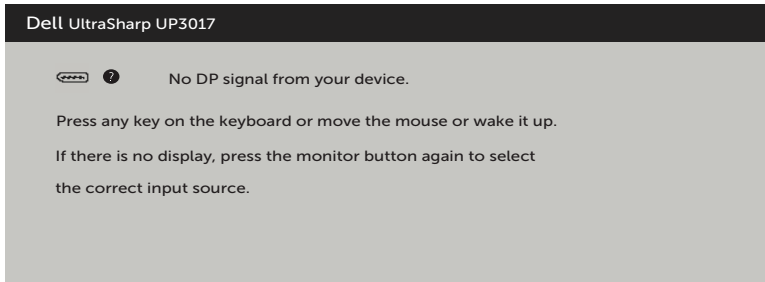 Dell UltraSharp UP3017
? No DP signal from your device.
Press any key on the keyboard or move the mouse or wake it up.
If there is no display, press the monitor button again to select
the correct input source.